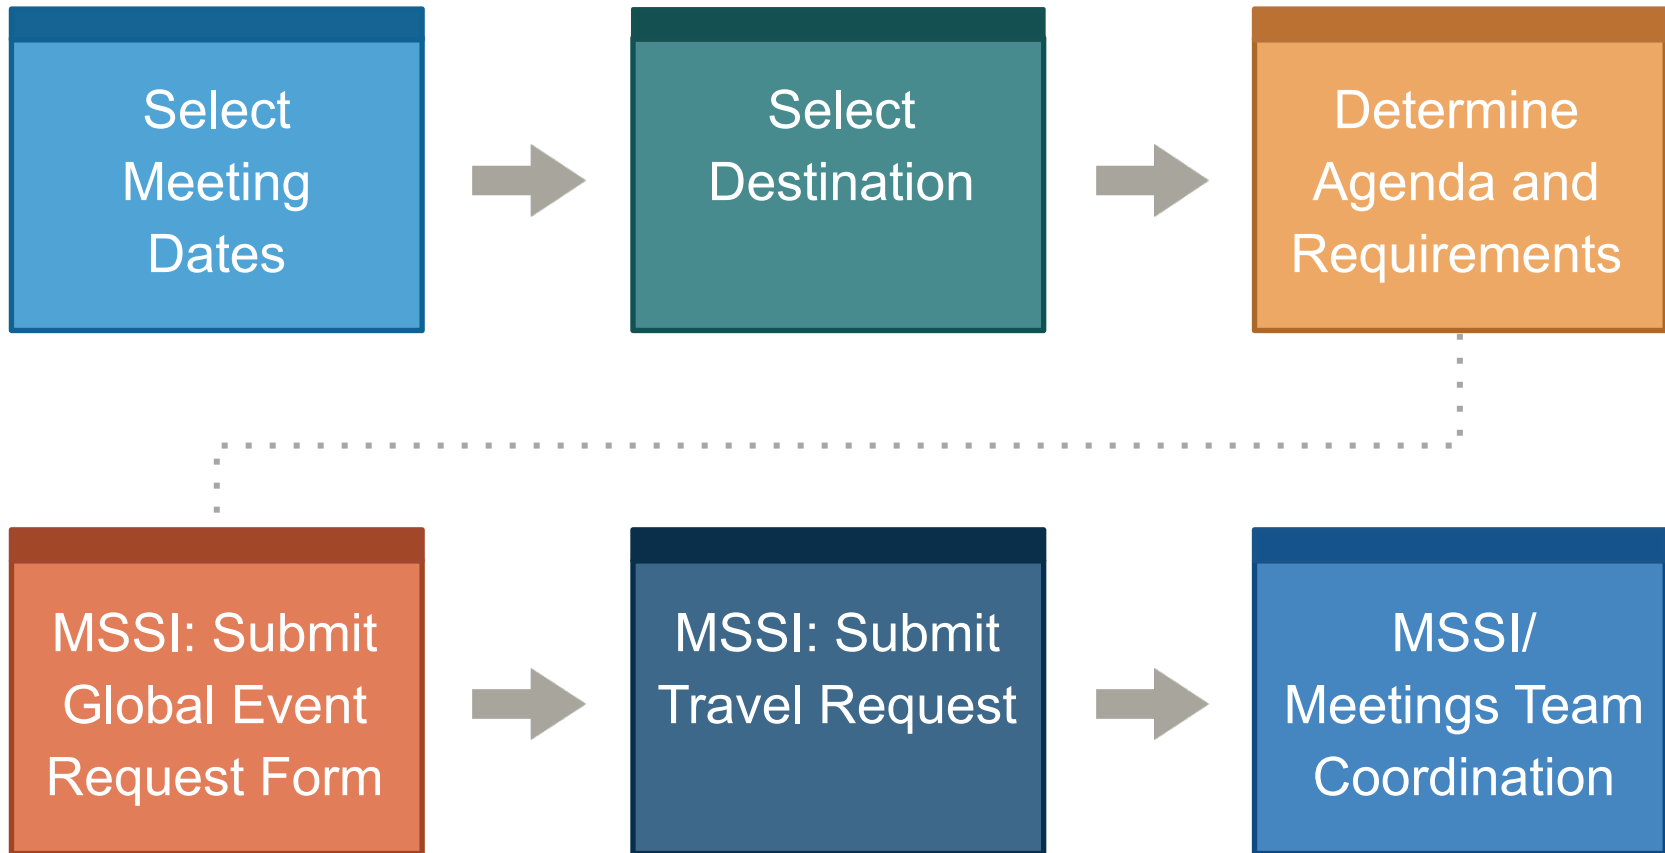 Select
Meeting
Dates
Select
Destination
Determine
Agenda and
Requirements
MSSI: Submit
Global Event
Request Form
MSSI: Submit
Travel Request
MSSI/
Meetings Team
Coordination